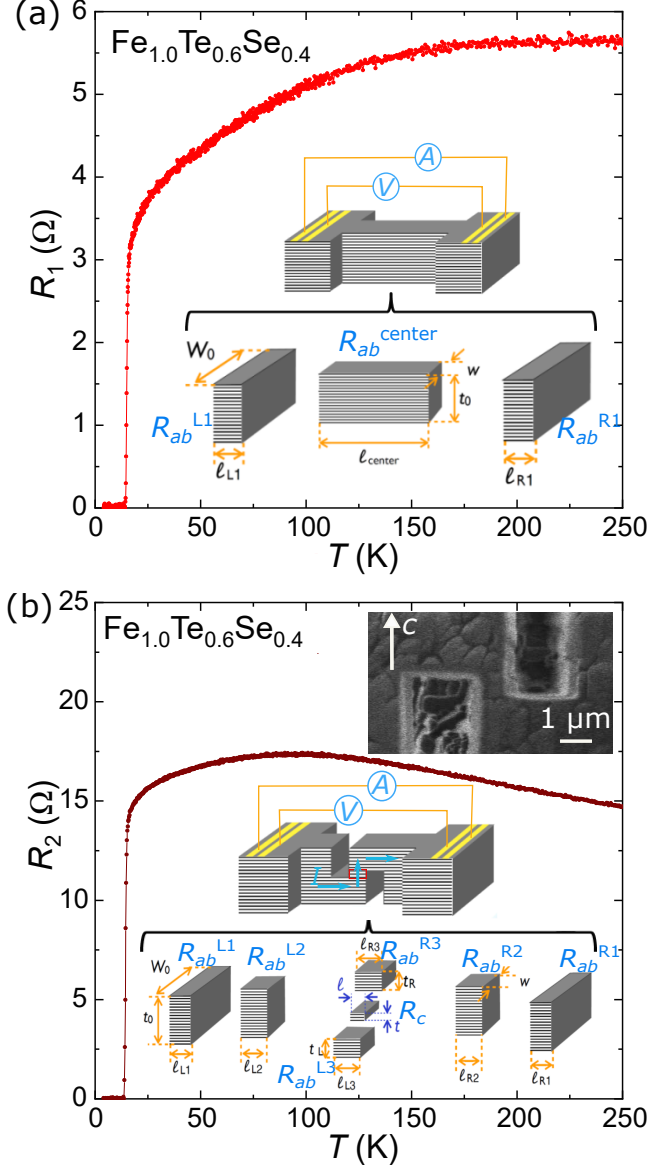 (a)
Fe1.0Te0.6Se0.4
6
5
4
3
2
1
0
R1 (Ω)
A
V
W0
Rab^center
w
t0
Rab^L1
Rab^R1
ℓL1
ℓcenter
ℓR1
0 50 100 150 200 250
T (K)
(b)
Fe1.0Te0.6Se0.4
25
20
15
10
5
0
R2 (Ω)
c
1 μm
A
V
I
W0
Rab^L1
Rab^L2
ℓR3
Rab^R3
Rab^R2
Rab^R1
w
t0
tR
ℓ
Rc
t
tL
Rab^L3
ℓL1
ℓL2
ℓL3
ℓR2
ℓR1
0 50 100 150 200 250
T (K)